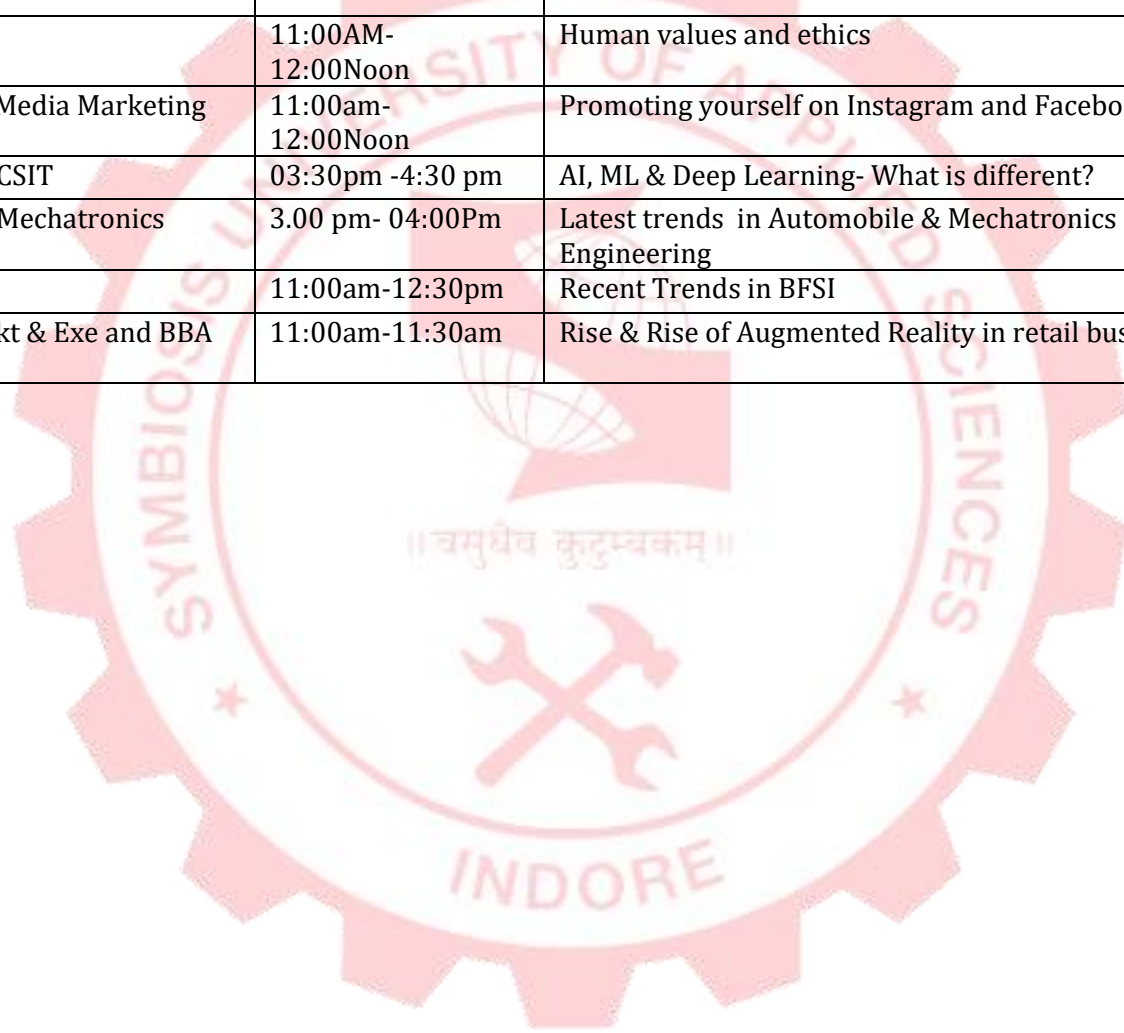 11:00AM- Human values and ethics
12:00Noon
Media Marketing 11:00am- Promoting yourself on Instagram and Facebo
12:00Noon
CSIT 03:30pm -4:30 pm AI, ML & Deep Learning- What is different?
Mechatronics 3.00 pm- 04:00Pm Latest trends in Automobile & Mechatronics
Engineering
11:00am-12:30pm Recent Trends in BFSI
kt & Exe and BBA 11:00am-11:30am Rise & Rise of Augmented Reality in retail bus
SYMBIOSIS UNIVERSITY OF APPLIED SCIENCES
॥ वसुधैव कुटुम्बकम् ॥
INDORE